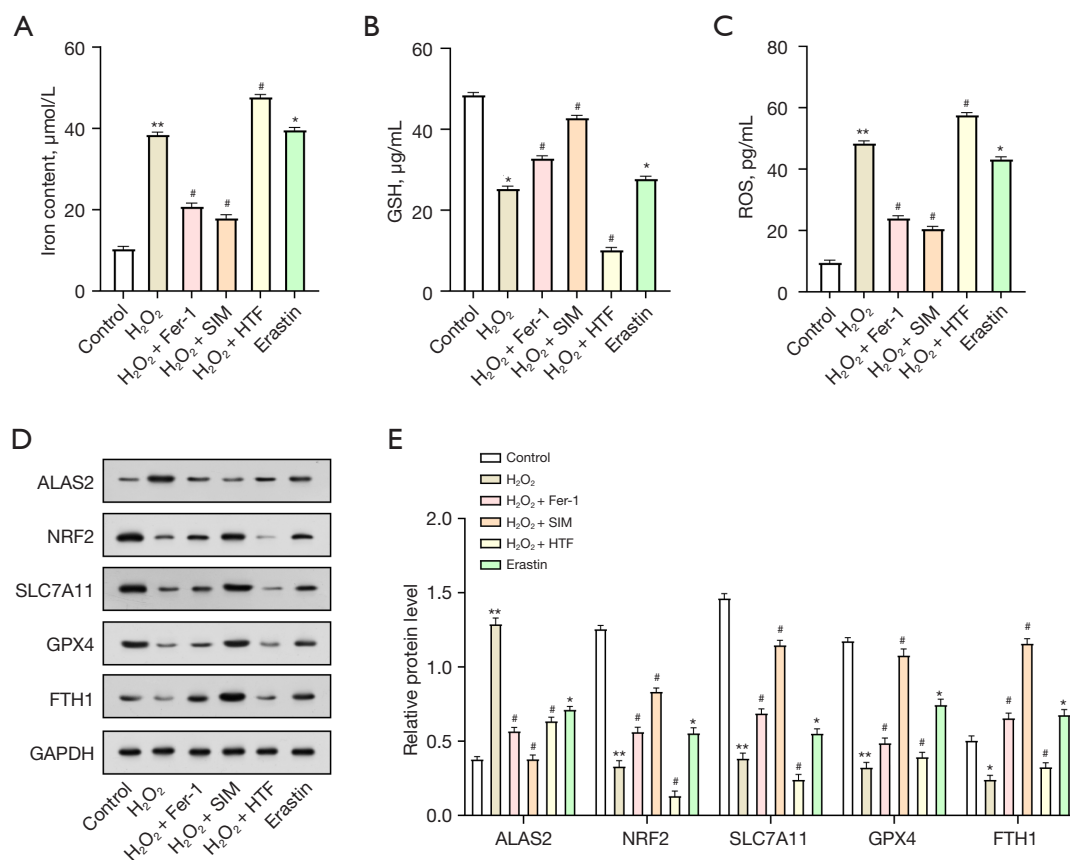 A
Iron content, µmol/L
60
40
20
0
** # # # *
Control
H₂O₂
H₂O₂ + Fer-1
H₂O₂ + SIM
H₂O₂ + HTF
Erastin
B
GSH, µg/mL
60
40
20
0
* # # # *
Control
H₂O₂
H₂O₂ + Fer-1
H₂O₂ + SIM
H₂O₂ + HTF
Erastin
C
ROS, pg/mL
80
60
40
20
0
** # # # *
Control
H₂O₂
H₂O₂ + Fer-1
H₂O₂ + SIM
H₂O₂ + HTF
Erastin
D
ALAS2
NRF2
SLC7A11
GPX4
FTH1
GAPDH
Control
H₂O₂
H₂O₂ + Fer-1
H₂O₂ + SIM
H₂O₂ + HTF
Erastin
E
Control
H₂O₂
H₂O₂ + Fer-1
H₂O₂ + SIM
H₂O₂ + HTF
Erastin
Relative protein level
2.0
1.5
1.0
0.5
0.0
** # # # *
** # # # *
** # # # *
** # # # *
* # # # *
ALAS2 NRF2 SLC7A11 GPX4 FTH1